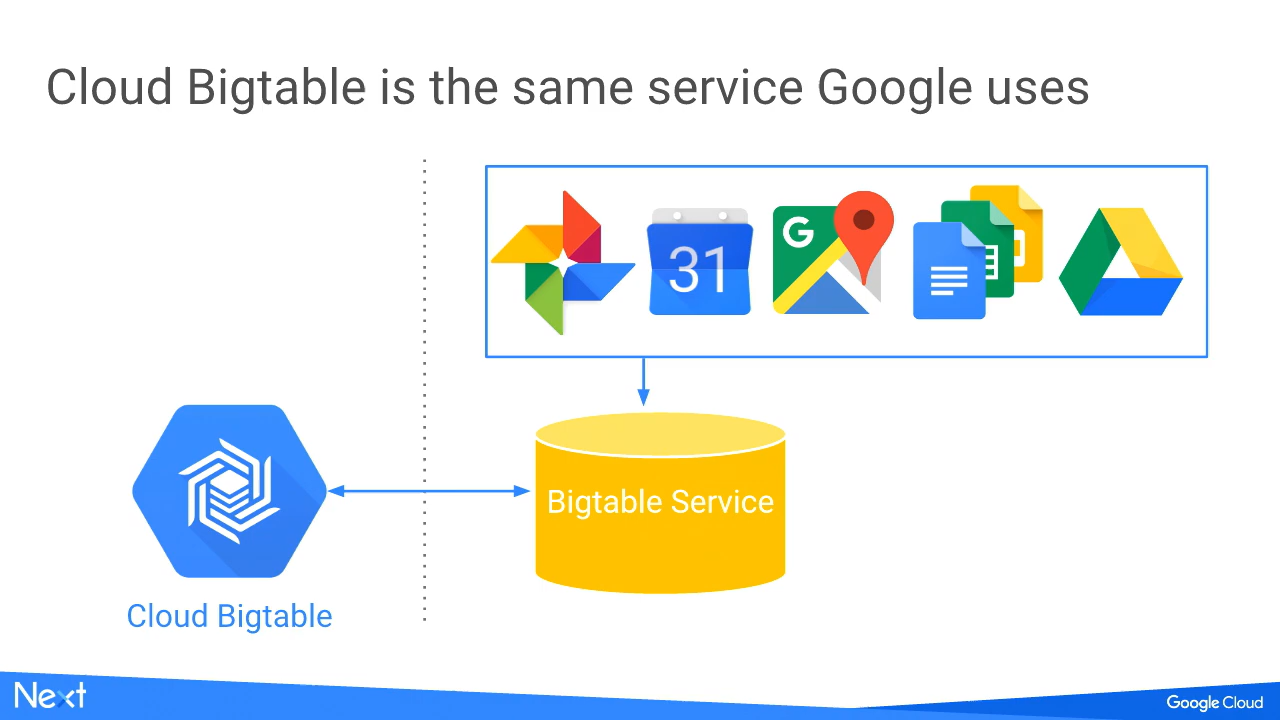 Cloud Bigtable is the same service Google uses
31
G
Bigtable Service
Cloud Bigtable
Next
Google Cloud